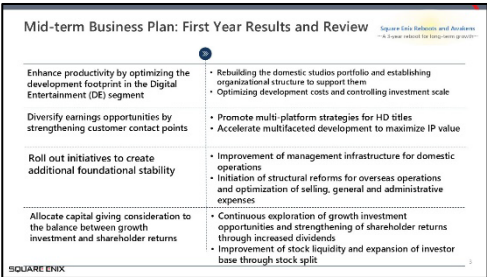 Mid-term Business Plan: First Year Results and Review
Square Enix Reboots and Awakens
~ A 3-year reboot for long-term growth ~
Enhance productivity by optimizing the
development footprint in the Digital
Entertainment (DE) segment
• Rebuilding the domestic studios portfolio and establishing
organizational structure to support them
• Optimizing development costs and controlling investment scale
Diversify earnings opportunities by
strengthening customer contact points
• Promote multi-platform strategies for HD titles
• Accelerate multifaceted development to maximize IP value
Roll out initiatives to create
additional foundational stability
• Improvement of management infrastructure for domestic
operations
• Initiation of structural reforms for overseas operations
and optimization of selling, general and administrative
expenses
Allocate capital giving consideration to
the balance between growth
investment and shareholder returns
• Continuous exploration of growth investment
opportunities and strengthening of shareholder returns
through increased dividends
• Improvement of stock liquidity and expansion of investor
base through stock split
SQUARE ENIX